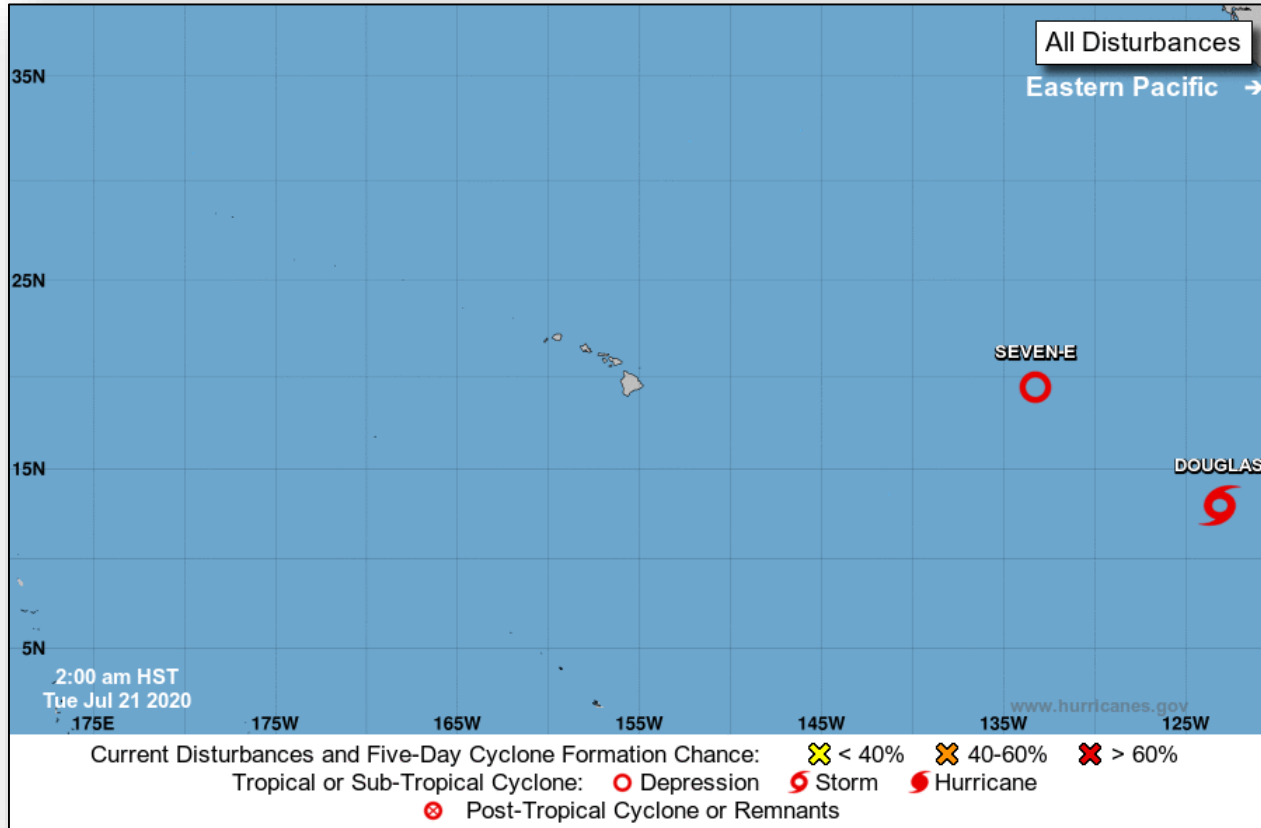 All Disturbances
35N
Eastern Pacific
25N
SEVEN-E
15N
DOUGLAS
5N
2:00 am HST
Tue Jul 21 2020
www.hurricanes.gov
175E 175W 165W 155W 145W 135W 125W
Current Disturbances and Five-Day Cyclone Formation Chance: < 40% 40-60% > 60%
Tropical or Sub-Tropical Cyclone: Depression Storm Hurricane
Post-Tropical Cyclone or Remnants